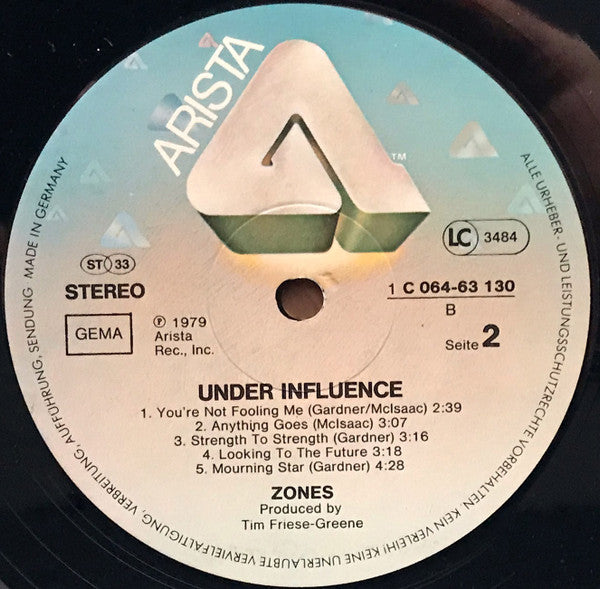 ARISTA
TM
LC 3484
ST 33
STEREO
GEMA
℗ 1979
Arista
Rec., Inc.
1 C 064-63 130
B
Seite 2
UNDER INFLUENCE
1. You're Not Fooling Me (Gardner/McIsaac) 2:39
2. Anything Goes (McIsaac) 3:07
3. Strength To Strength (Gardner) 3:16
4. Looking To The Future 3:18
5. Mourning Star (Gardner) 4:28
ZONES
Produced by
Tim Friese-Greene
ALLE URHEBER- UND LEISTUNGSSCHUTZRECHTE VORBEHALTEN KEIN VERLEIH! KEINE UNERLAUBTE VERVIELFÄLTIGUNG, VERBREITUNG, AUFFÜHRUNG, SENDUNG · MADE IN GERMANY